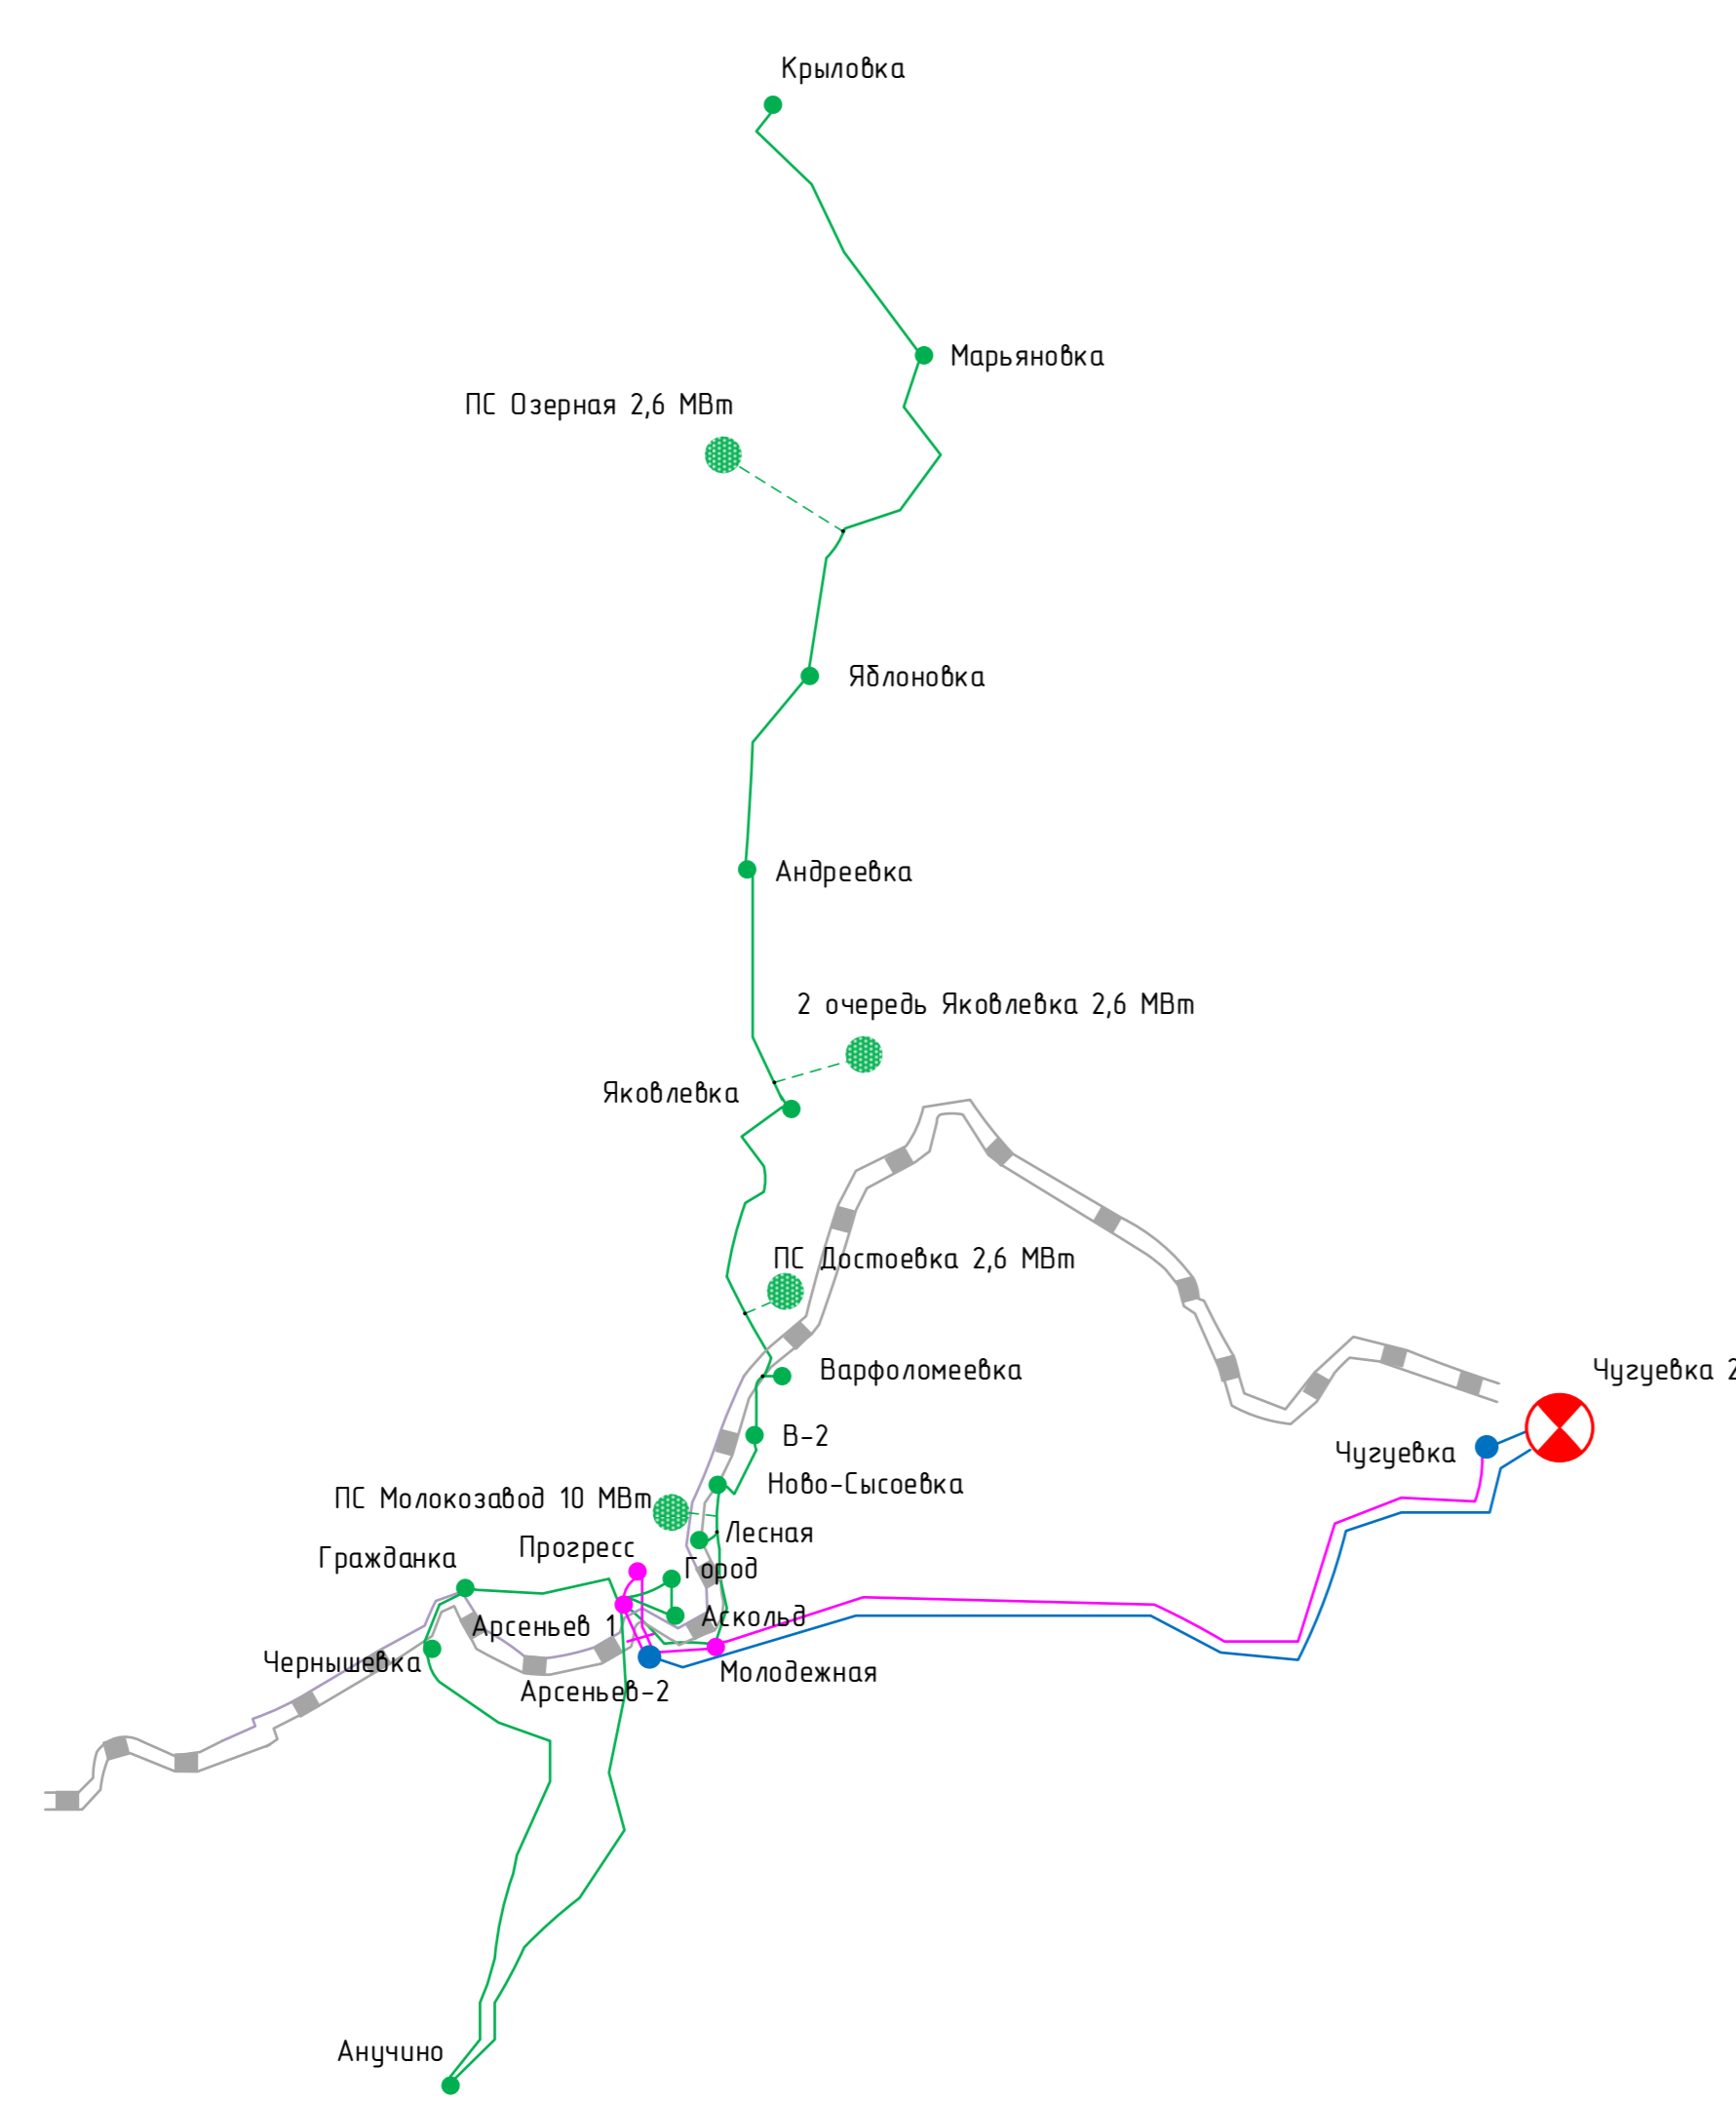 Крыловка
Марьяновка
ПС Озерная 2,6 МВт
Яблоновка
Андреевка
2 очередь Яковлевка 2,6 МВт
Яковлевка
ПС Достоевка 2,6 МВт
Варфоломеевка
Чугуевка 2
В-2
Чугуевка
Ново-Сысоевка
ПС Молокозавод 10 МВт
Лесная
Прогресс
Гражданка
Город
Аскольд
Арсеньев 1
Чернышевка
Молодежная
Арсеньев-2
Анучино